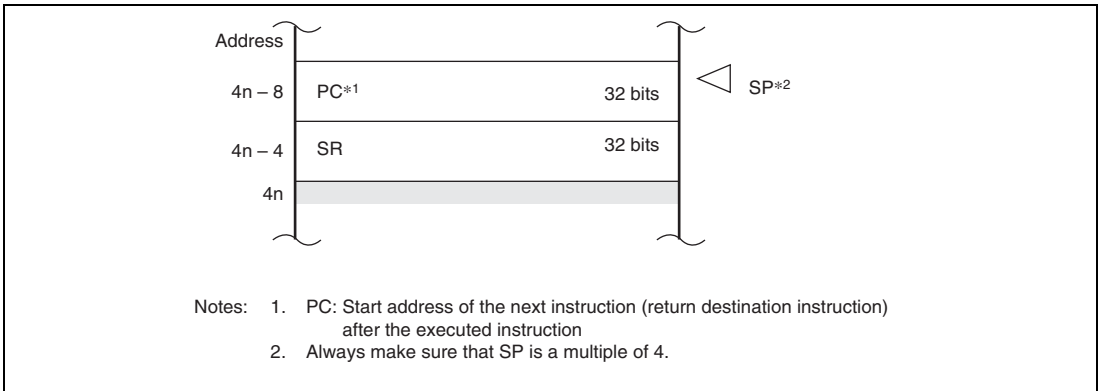 Address
4n – 8 PC*1 32 bits SP*2
4n – 4 SR 32 bits
4n
Notes: 1. PC: Start address of the next instruction (return destination instruction)
after the executed instruction
2. Always make sure that SP is a multiple of 4.